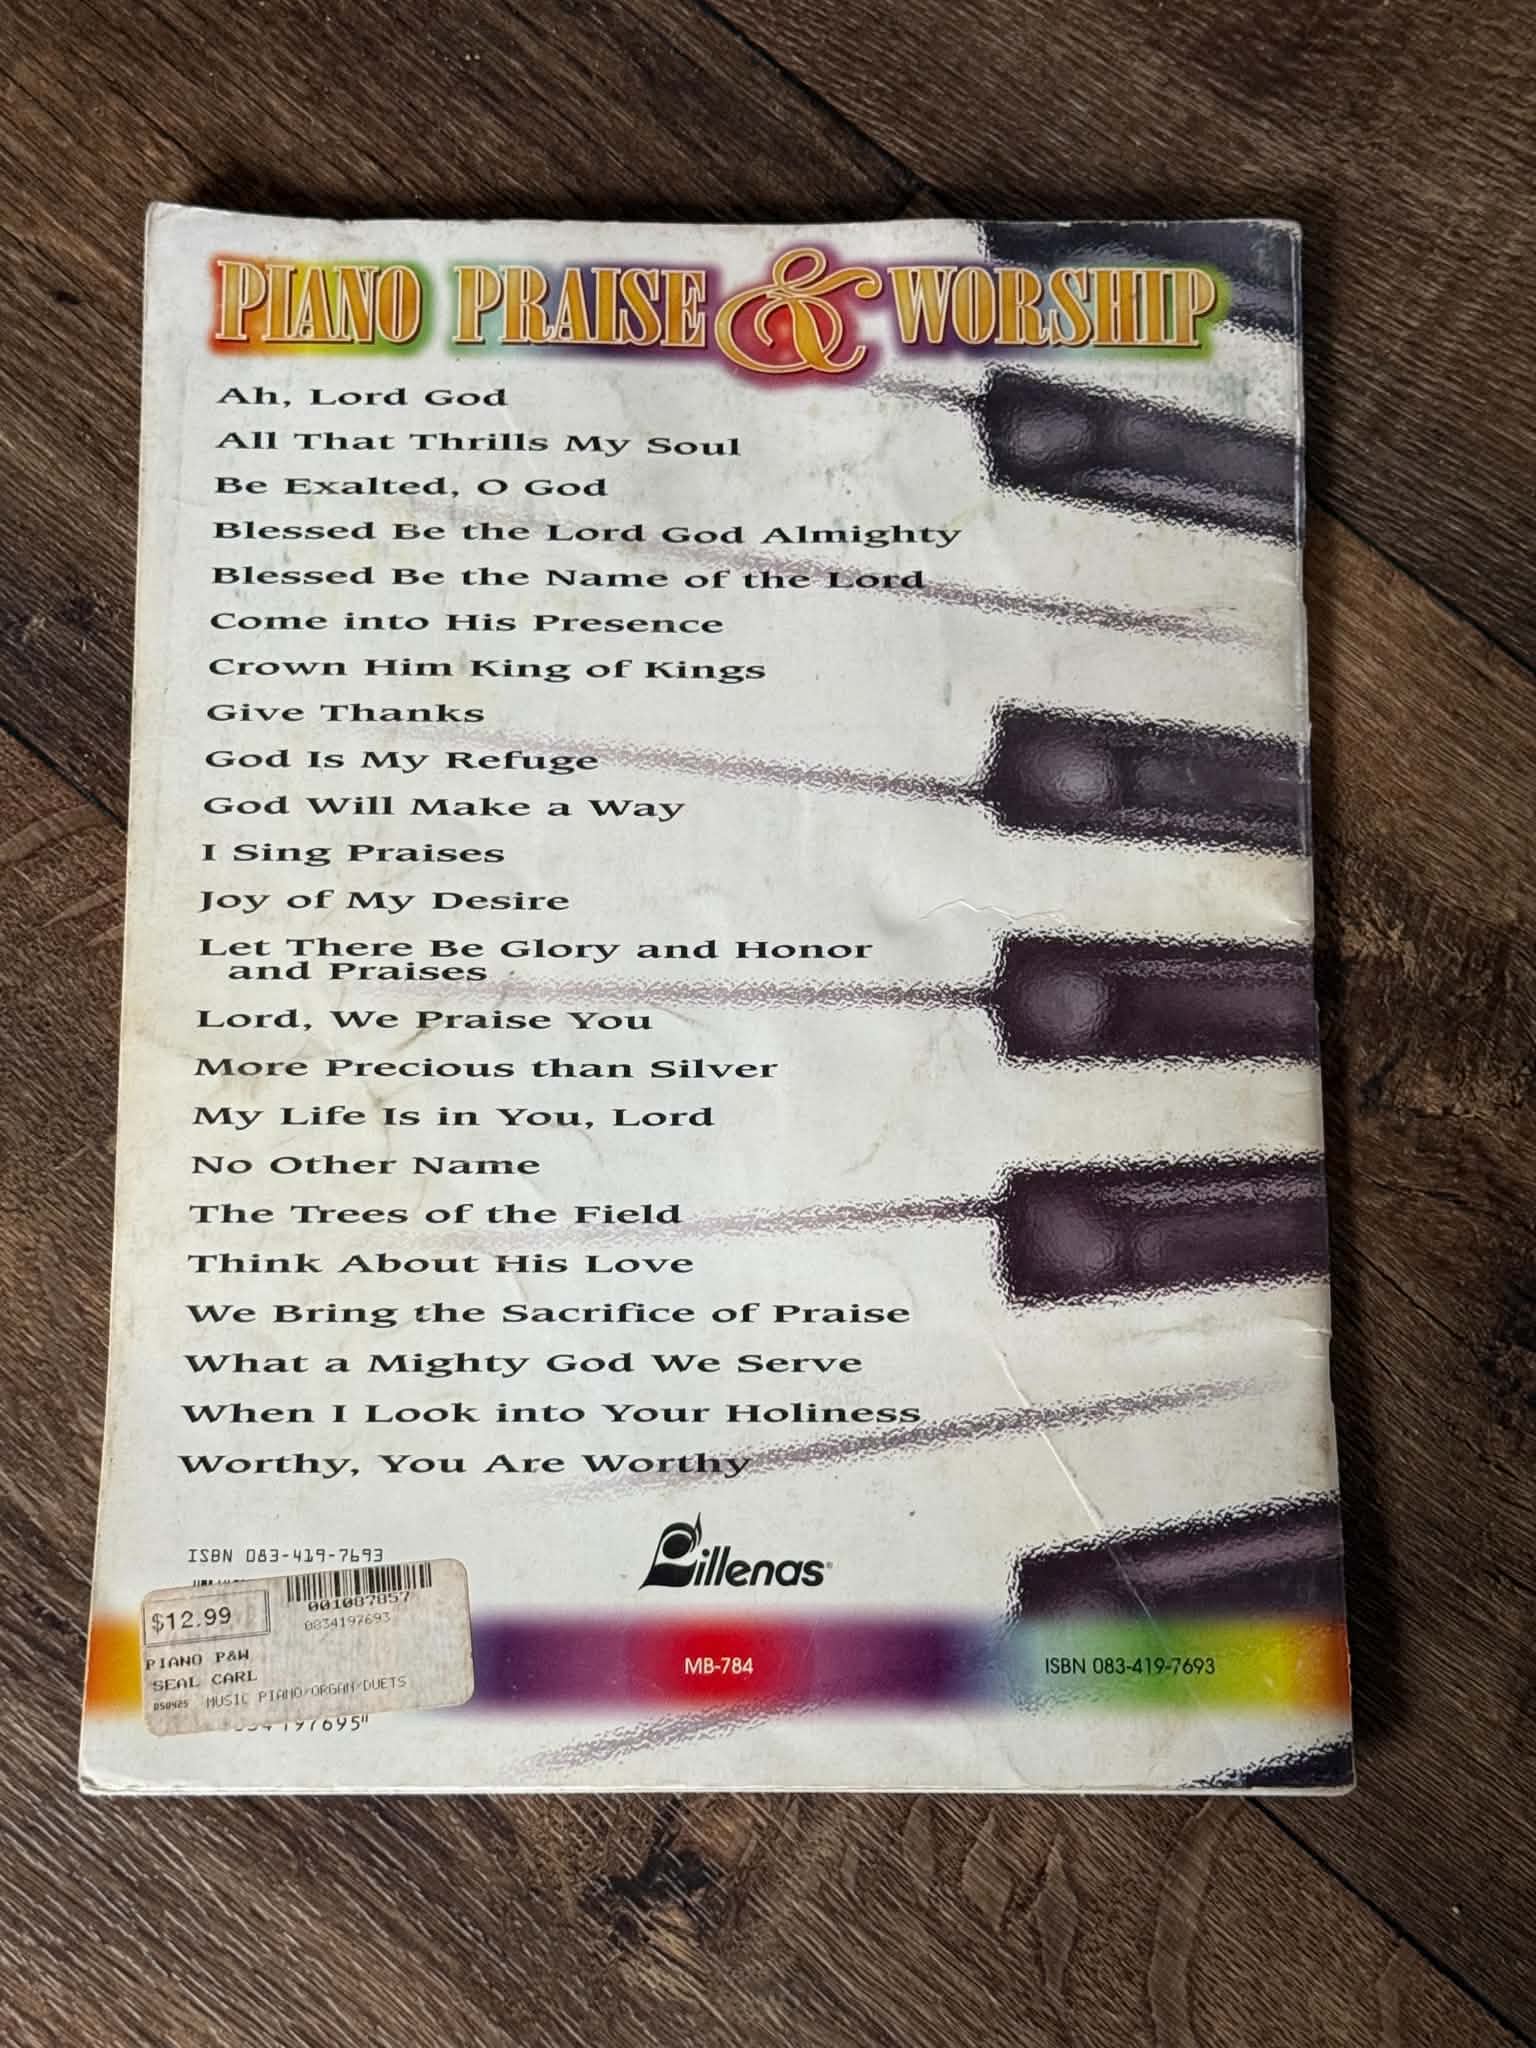 PIANO PRAISE & WORSHIP
Ah, Lord God
All That Thrills My Soul
Be Exalted, O God
Blessed Be the Lord God Almighty
Blessed Be the Name of the Lord
Come into His Presence
Crown Him King of Kings
Give Thanks
God Is My Refuge
God Will Make a Way
I Sing Praises
Joy of My Desire
Let There Be Glory and Honor
and Praises
Lord, We Praise You
More Precious than Silver
My Life Is in You, Lord
No Other Name
The Trees of the Field
Think About His Love
We Bring the Sacrifice of Praise
What a Mighty God We Serve
When I Look into Your Holiness
Worthy, You Are Worthy
ISBN 083-419-7693
Lillenas®
$12.99
001087857
0834197693
PIANO P&W
SEAL CARL
DS0425 MUSIC PIANO/ORGAN/DUETS
MB-784
ISBN 083-419-7693